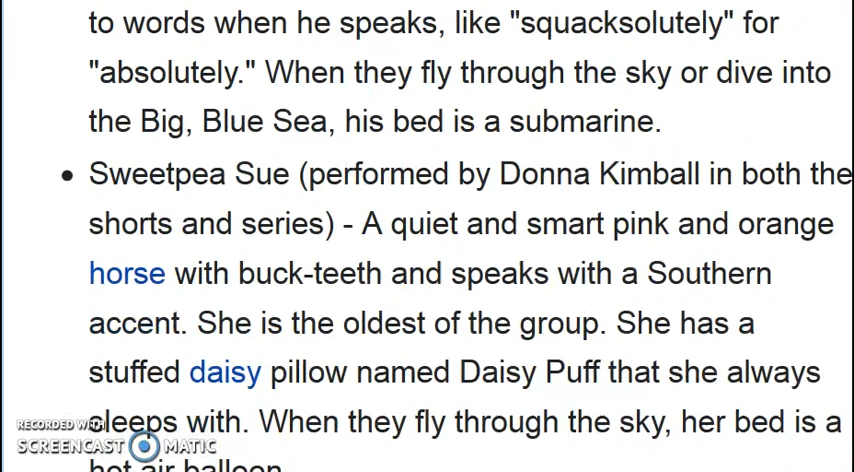 to words when he speaks, like "squacksolutely" for
"absolutely." When they fly through the sky or dive into
the Big, Blue Sea, his bed is a submarine.
• Sweetpea Sue (performed by Donna Kimball in both the
shorts and series) - A quiet and smart pink and orange
horse with buck-teeth and speaks with a Southern
accent. She is the oldest of the group. She has a
stuffed daisy pillow named Daisy Puff that she always
sleeps with. When they fly through the sky, her bed is a
hot air balloon.
RECORDED WITH
SCREENCAST MATIC